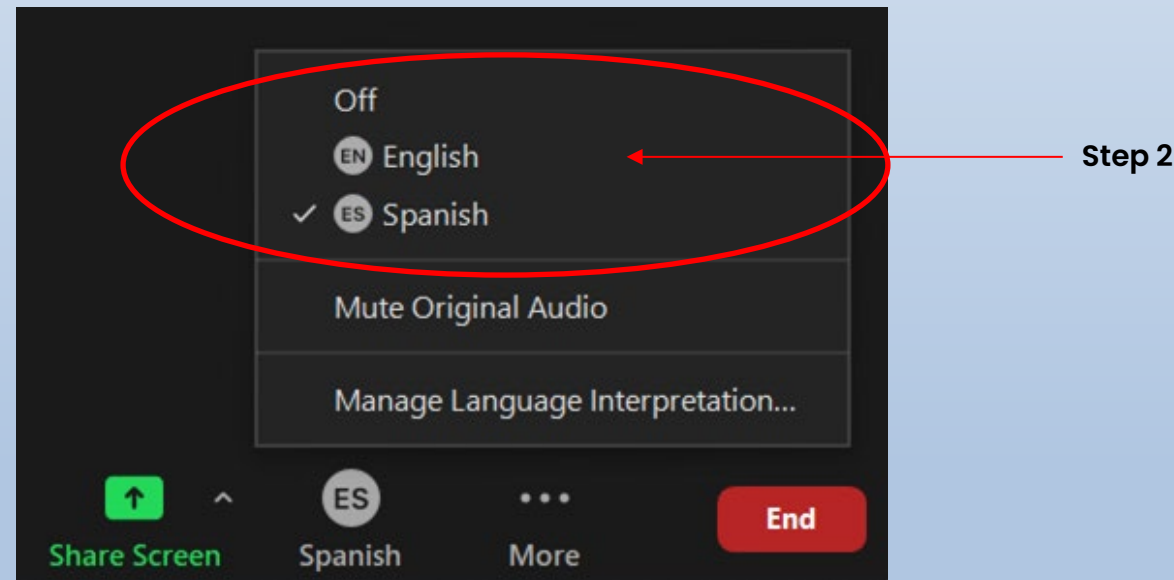 Off
EN English
Step 2
ES Spanish
Mute Original Audio
Manage Language Interpretation...
ES
End
Share Screen
Spanish
More